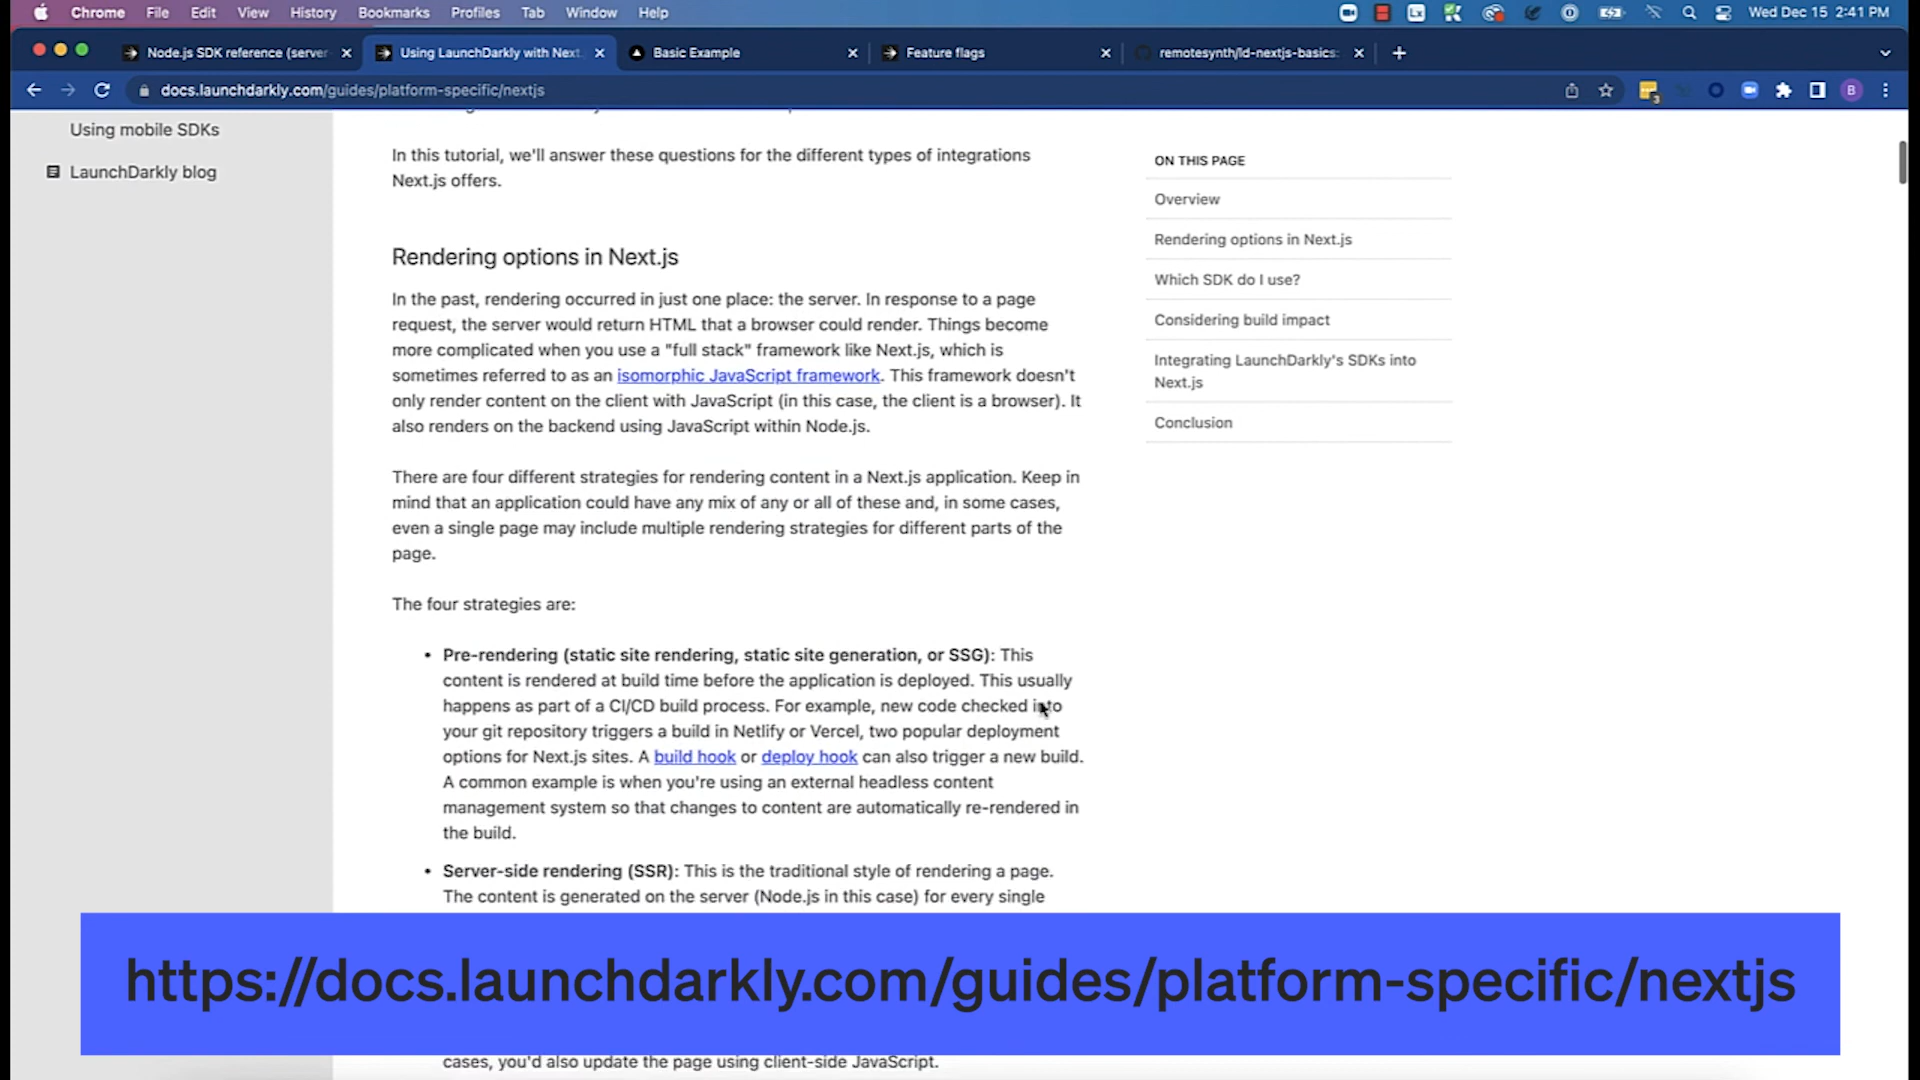 Chrome File Edit View History Bookmarks Profiles Tab Window Help Wed Dec 15 2:41 PM
Node.js SDK reference (server Using LaunchDarkly with Next. Basic Example Feature flags remotesynth/ld-nextjs-basics:
docs.launchdarkly.com/guides/platform-specific/nextjs
Using mobile SDKs
LaunchDarkly blog
In this tutorial, we'll answer these questions for the different types of integrations
Next.js offers.
Rendering options in Next.js
In the past, rendering occurred in just one place: the server. In response to a page
request, the server would return HTML that a browser could render. Things become
more complicated when you use a "full stack" framework like Next.js, which is
sometimes referred to as an isomorphic JavaScript framework. This framework doesn't
only render content on the client with JavaScript (in this case, the client is a browser). It
also renders on the backend using JavaScript within Node.js.
There are four different strategies for rendering content in a Next.js application. Keep in
mind that an application could have any mix of any or all of these and, in some cases,
even a single page may include multiple rendering strategies for different parts of the
page.
The four strategies are:
• Pre-rendering (static site rendering, static site generation, or SSG): This
content is rendered at build time before the application is deployed. This usually
happens as part of a CI/CD build process. For example, new code checked into
your git repository triggers a build in Netlify or Vercel, two popular deployment
options for Next.js sites. A build hook or deploy hook can also trigger a new build.
A common example is when you're using an external headless content
management system so that changes to content are automatically re-rendered in
the build.
• Server-side rendering (SSR): This is the traditional style of rendering a page.
The content is generated on the server (Node.js in this case) for every single
cases, you'd also update the page using client-side JavaScript.
ON THIS PAGE
Overview
Rendering options in Next.js
Which SDK do I use?
Considering build impact
Integrating LaunchDarkly's SDKs into
Next.js
Conclusion
https://docs.launchdarkly.com/guides/platform-specific/nextjs